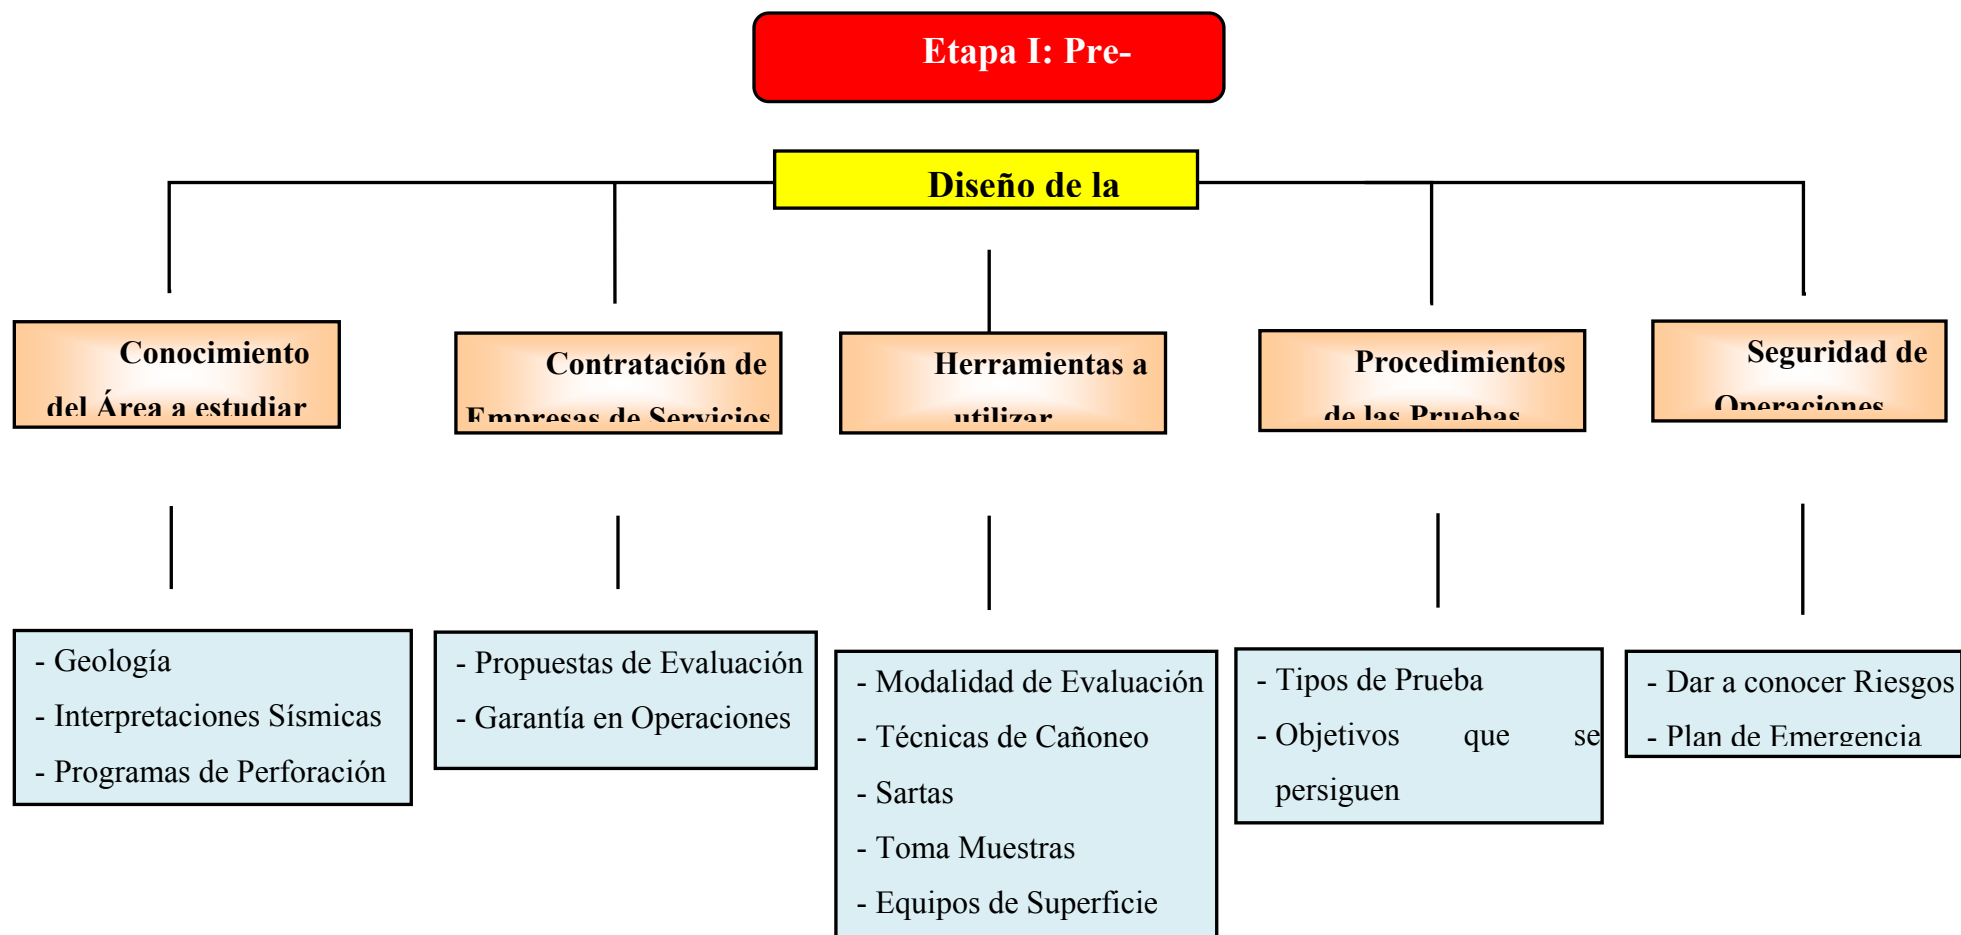 Etapa I: Pre-
Diseño de la
Conocimiento
del Área a estudiar
Contratación de
Empresas de Servicios
Herramientas a
utilizar
Procedimientos
de las Pruebas
Seguridad de
Operaciones
- Geología
- Interpretaciones Sísmicas
- Programas de Perforación
- Propuestas de Evaluación
- Garantía en Operaciones
- Modalidad de Evaluación
- Técnicas de Cañoneo
- Sartas
- Toma Muestras
- Equipos de Superficie
- Tipos de Prueba
- Objetivos que se
persiguen
- Dar a conocer Riesgos
- Plan de Emergencia